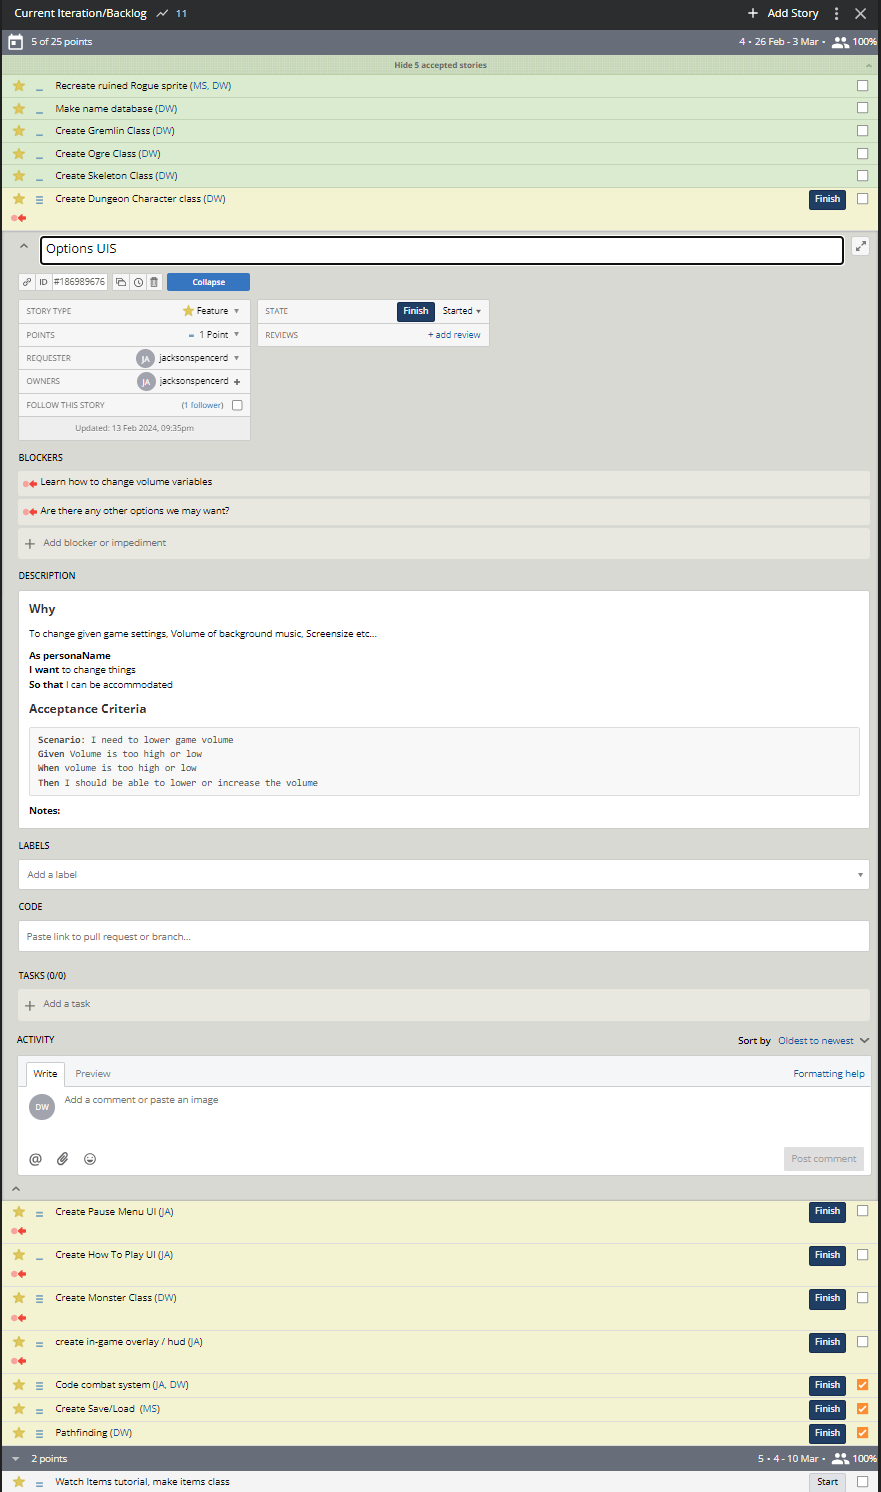 Current Iteration/Backlog 11 + Add Story
5 of 25 points 4 • 26 Feb - 3 Mar • 100%
Hide 5 accepted stories
Recreate ruined Rogue sprite (MS, DW)
Make name database (DW)
Create Gremlin Class (DW)
Create Ogre Class (DW)
Create Skeleton Class (DW)
Create Dungeon Character class (DW) Finish
Options UIS
ID #186989676 Collapse
STORY TYPE Feature STATE Finish Started
POINTS 1 Point REVIEWS + add review
REQUESTER JA jacksonspencerd
OWNERS JA jacksonspencerd +
FOLLOW THIS STORY (1 follower)
Updated: 13 Feb 2024, 09:35pm
BLOCKERS
Learn how to change volume variables
Are there any other options we may want?
+ Add blocker or impediment
DESCRIPTION
Why
To change given game settings, Volume of background music, Screensize etc...
As personaName
I want to change things
So that I can be accommodated
Acceptance Criteria
Scenario: I need to lower game volume
Given Volume is too high or low
When volume is too high or low
Then I should be able to lower or increase the volume
Notes:
LABELS
Add a label
CODE
Paste link to pull request or branch...
TASKS (0/0)
+ Add a task
ACTIVITY Sort by Oldest to newest
Write Preview Formatting help
DW Add a comment or paste an image
@ Post comment
Create Pause Menu UI (JA) Finish
Create How To Play UI (JA) Finish
Create Monster Class (DW) Finish
create in-game overlay / hud (JA) Finish
Code combat system (JA, DW) Finish
Create Save/Load (MS) Finish
Pathfinding (DW) Finish
2 points 5 • 4 - 10 Mar • 100%
Watch Items tutorial, make items class Start